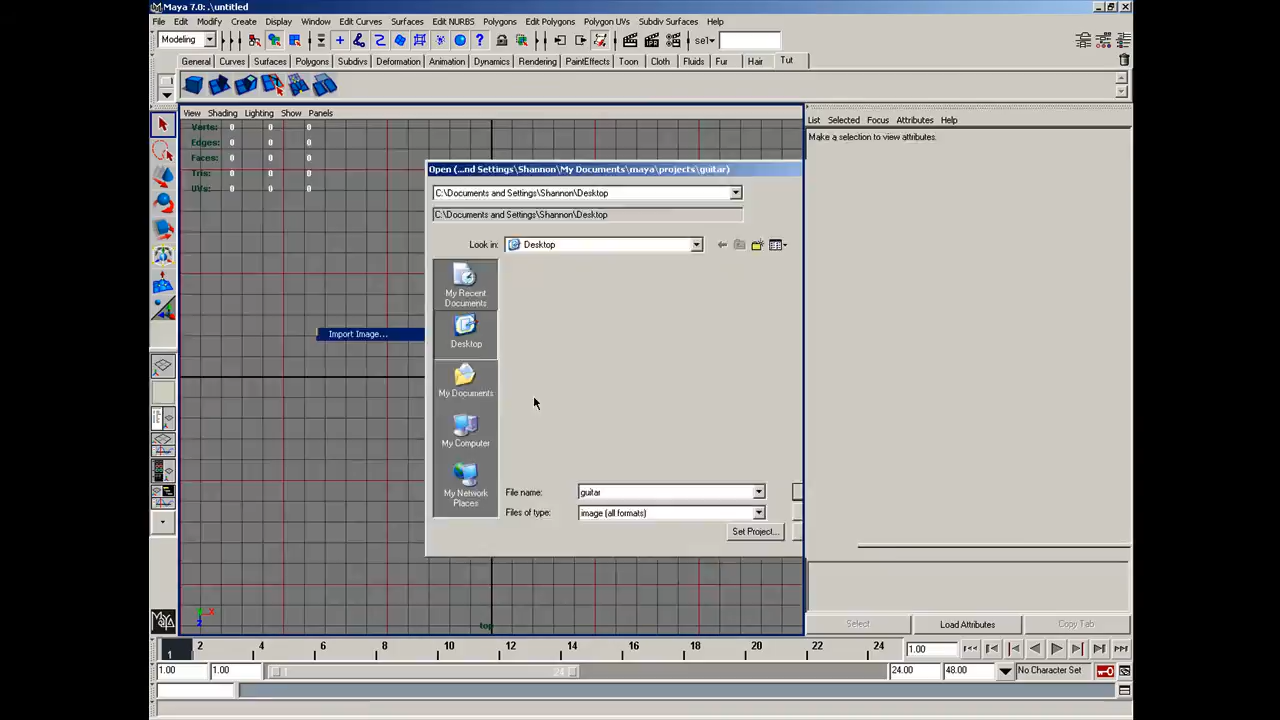 Maya 7.0: .\untitled
File Edit Modify Create Display Window Edit Curves Surfaces Edit NURBS Polygons Edit Polygons Polygon UVs Subdiv Surfaces Help
Modeling sel
General Curves Surfaces Polygons Subdivs Deformation Animation Dynamics Rendering PaintEffects Toon Cloth Fluids Fur Hair Tut
View Shading Lighting Show Panels
List Selected Focus Attributes Help
Make a selection to view attributes.
Verts: 0 0 0
Edges: 0 0 0
Faces: 0 0 0
Tris: 0 0 0
UVs: 0 0 0
Open (...nd Settings\Shannon\My Documents\maya\projects\guitar)
C:\Documents and Settings\Shannon\Desktop
C:\Documents and Settings\Shannon\Desktop
Look in: Desktop
My Recent
Documents
Import Image...
Desktop
My Documents
My Computer
My Network
Places
File name: guitar
Files of type: image (all formats)
Set Project...
X
Z
top
Select Load Attributes Copy Tab
1 2 4 6 8 10 12 14 16 18 20 22 24 1.00
1.00 1.00 1 24 24.00 48.00 No Character Set
MAYA